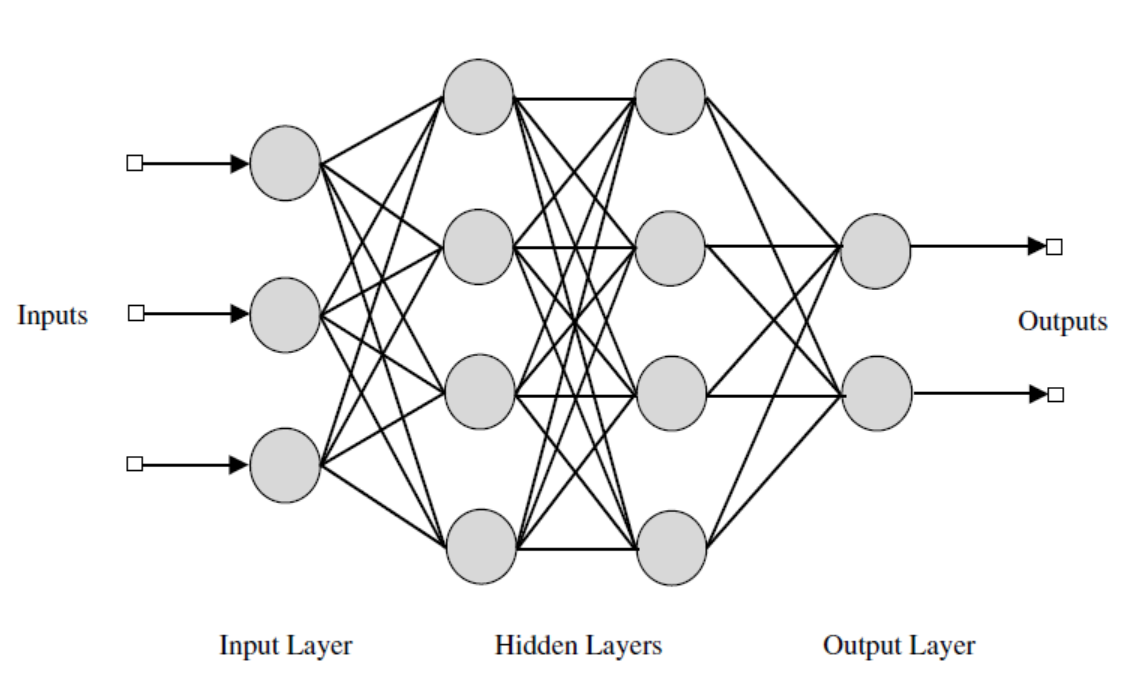 Inputs
Outputs
Input Layer
Hidden Layers
Output Layer